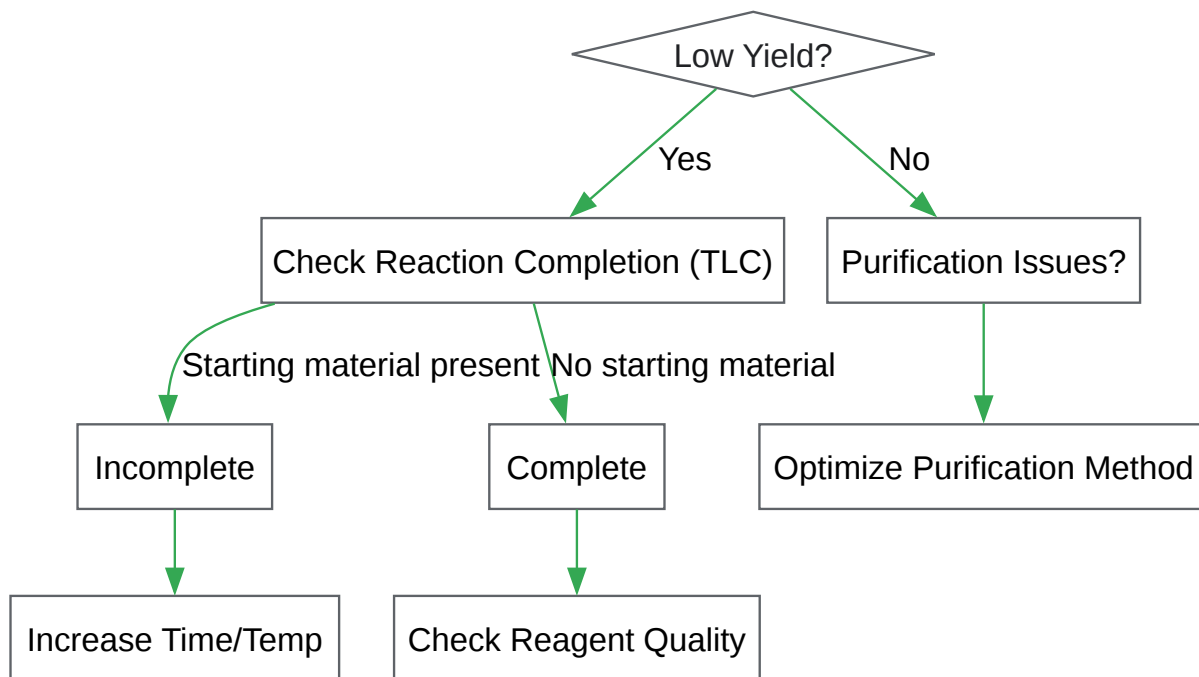 Low Yield?
Yes
No
Check Reaction Completion (TLC)
Purification Issues?
Starting material present
No starting material
Incomplete
Complete
Optimize Purification Method
Increase Time/Temp
Check Reagent Quality